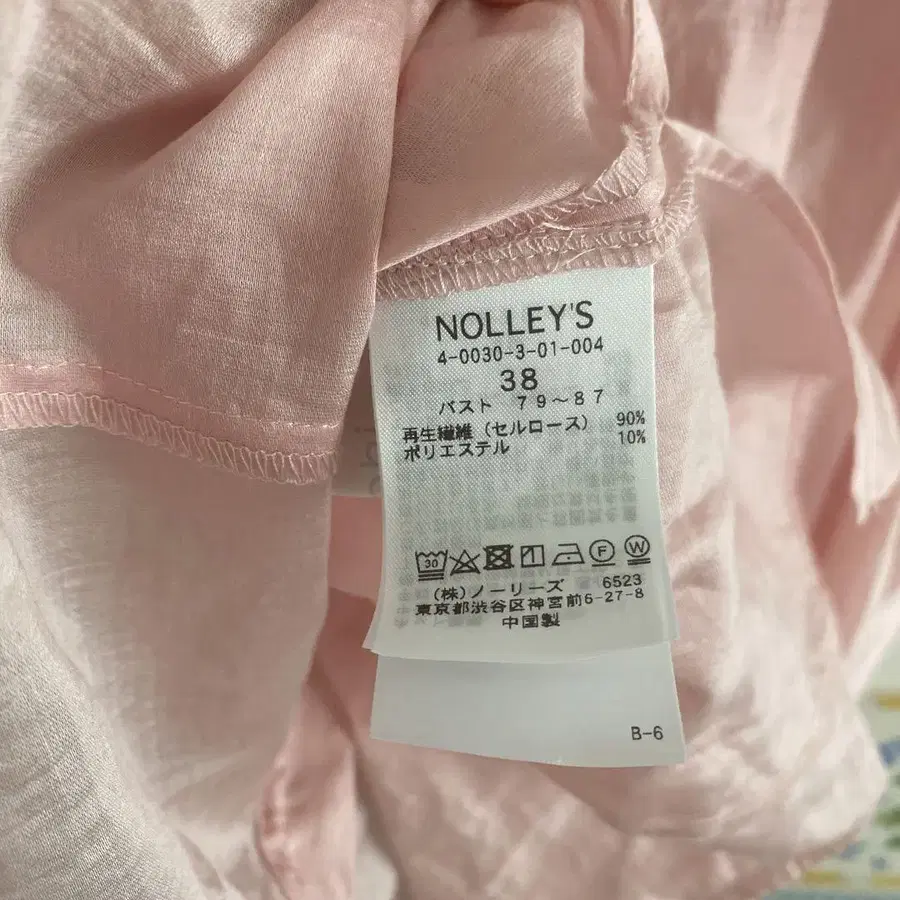 NOLLEY'S
4-0030-3-01-004
38
バスト 79～87
再生繊維（セルロース） 90%
ポリエステル 10%
30 F W
(株)ノーリーズ 6523
東京都渋谷区神宮前6-27-8
中国製
B-6